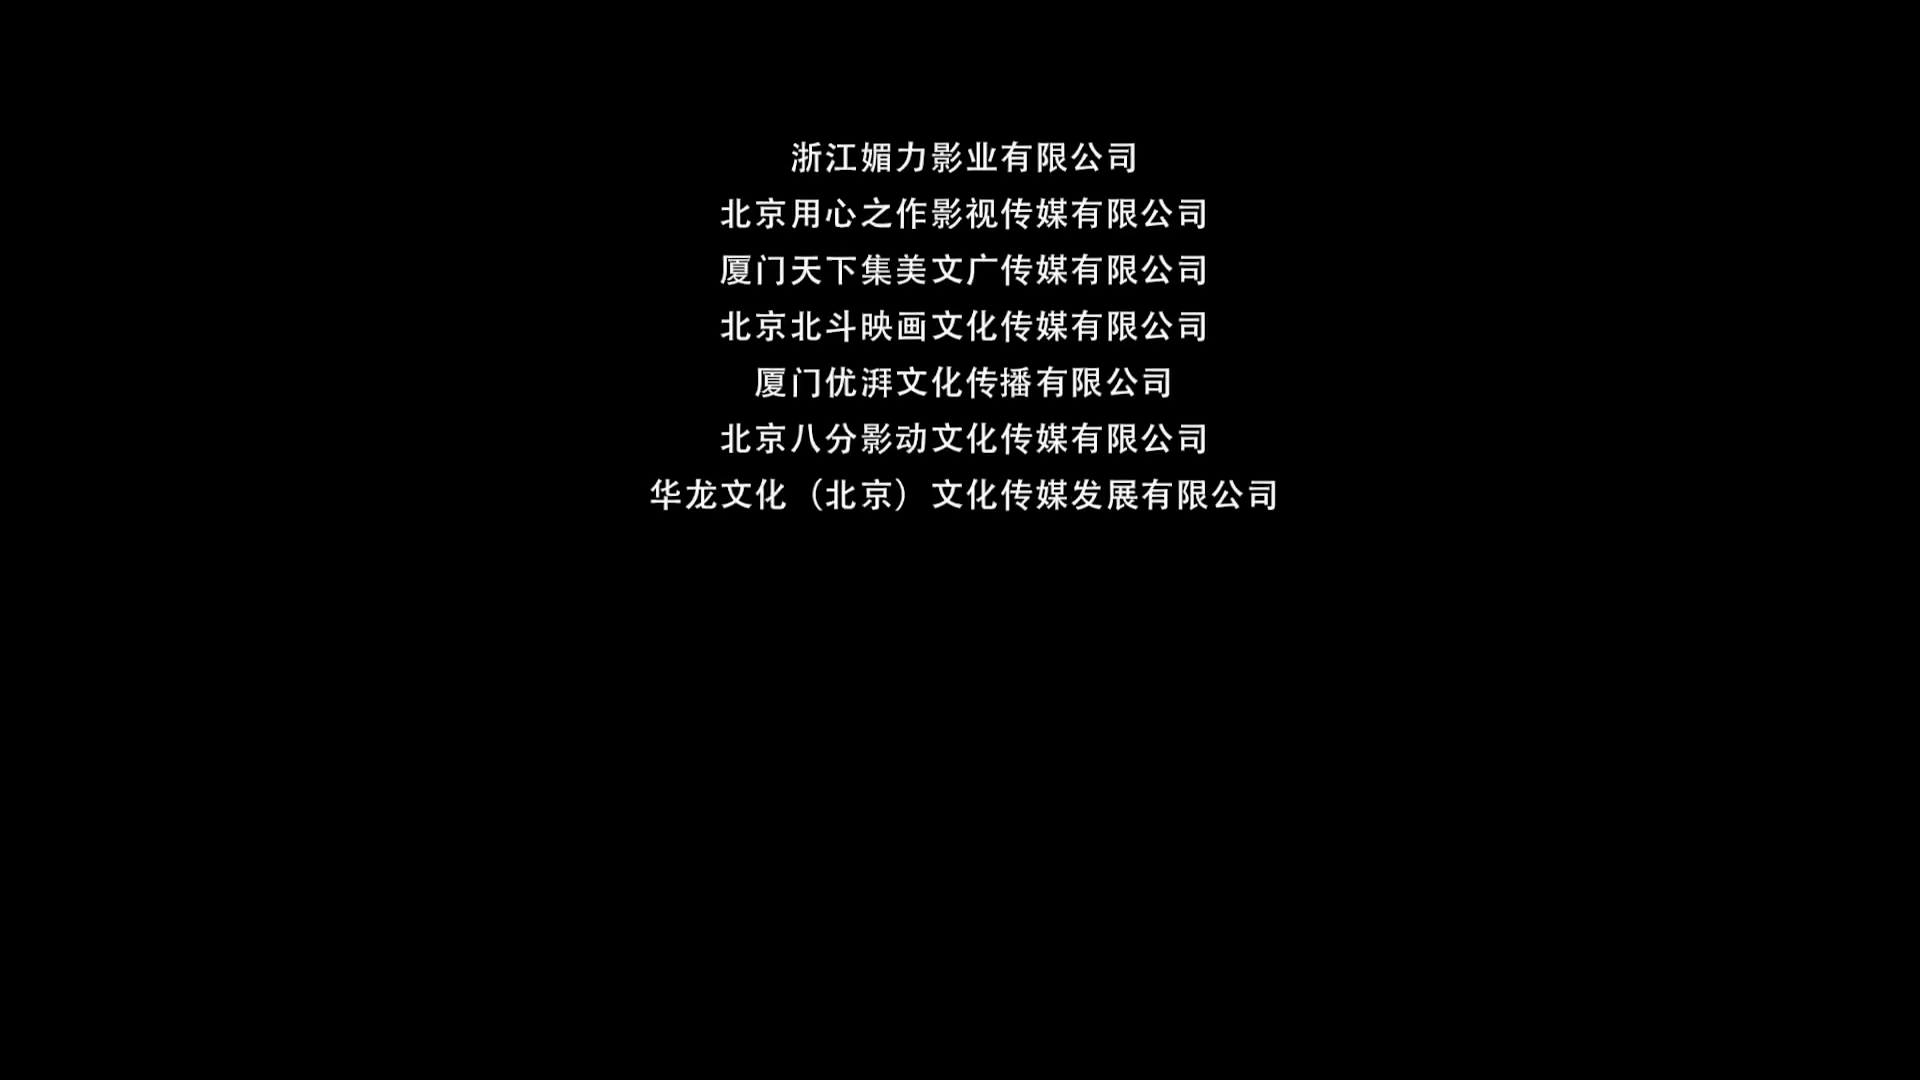 浙江媚力影业有限公司
北京用心之作影视传媒有限公司
厦门天下集美文广传媒有限公司
北京北斗映画文化传媒有限公司
厦门优湃文化传播有限公司
北京八分影动文化传媒有限公司
华龙文化（北京）文化传媒发展有限公司